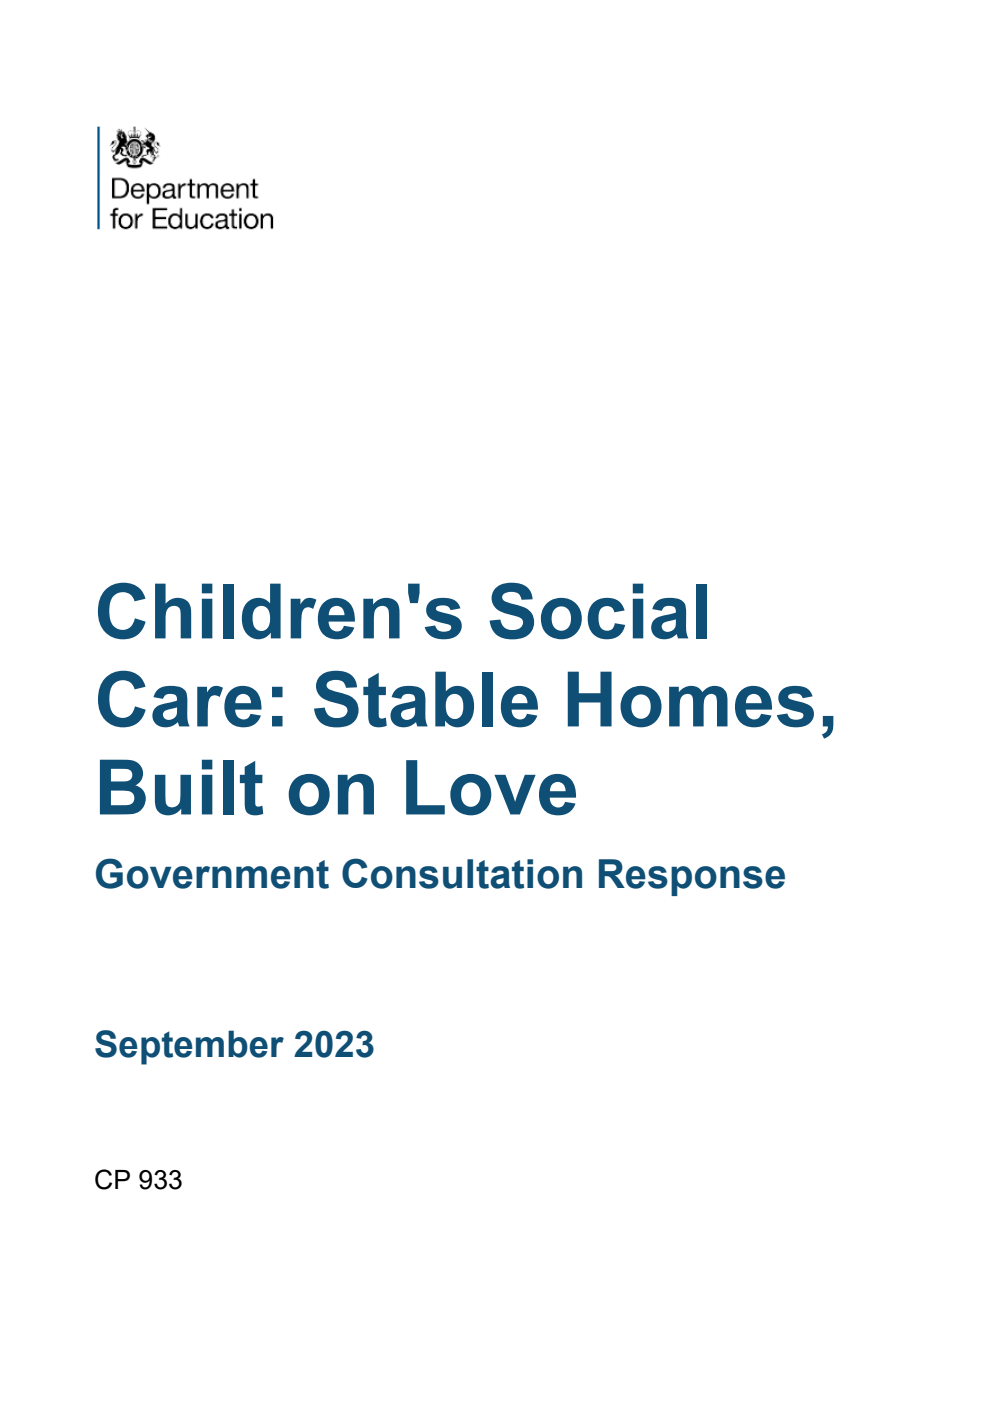 Department
for Education
Children's Social
Care: Stable Homes,
Built on Love
Government Consultation Response
September 2023
CP 933